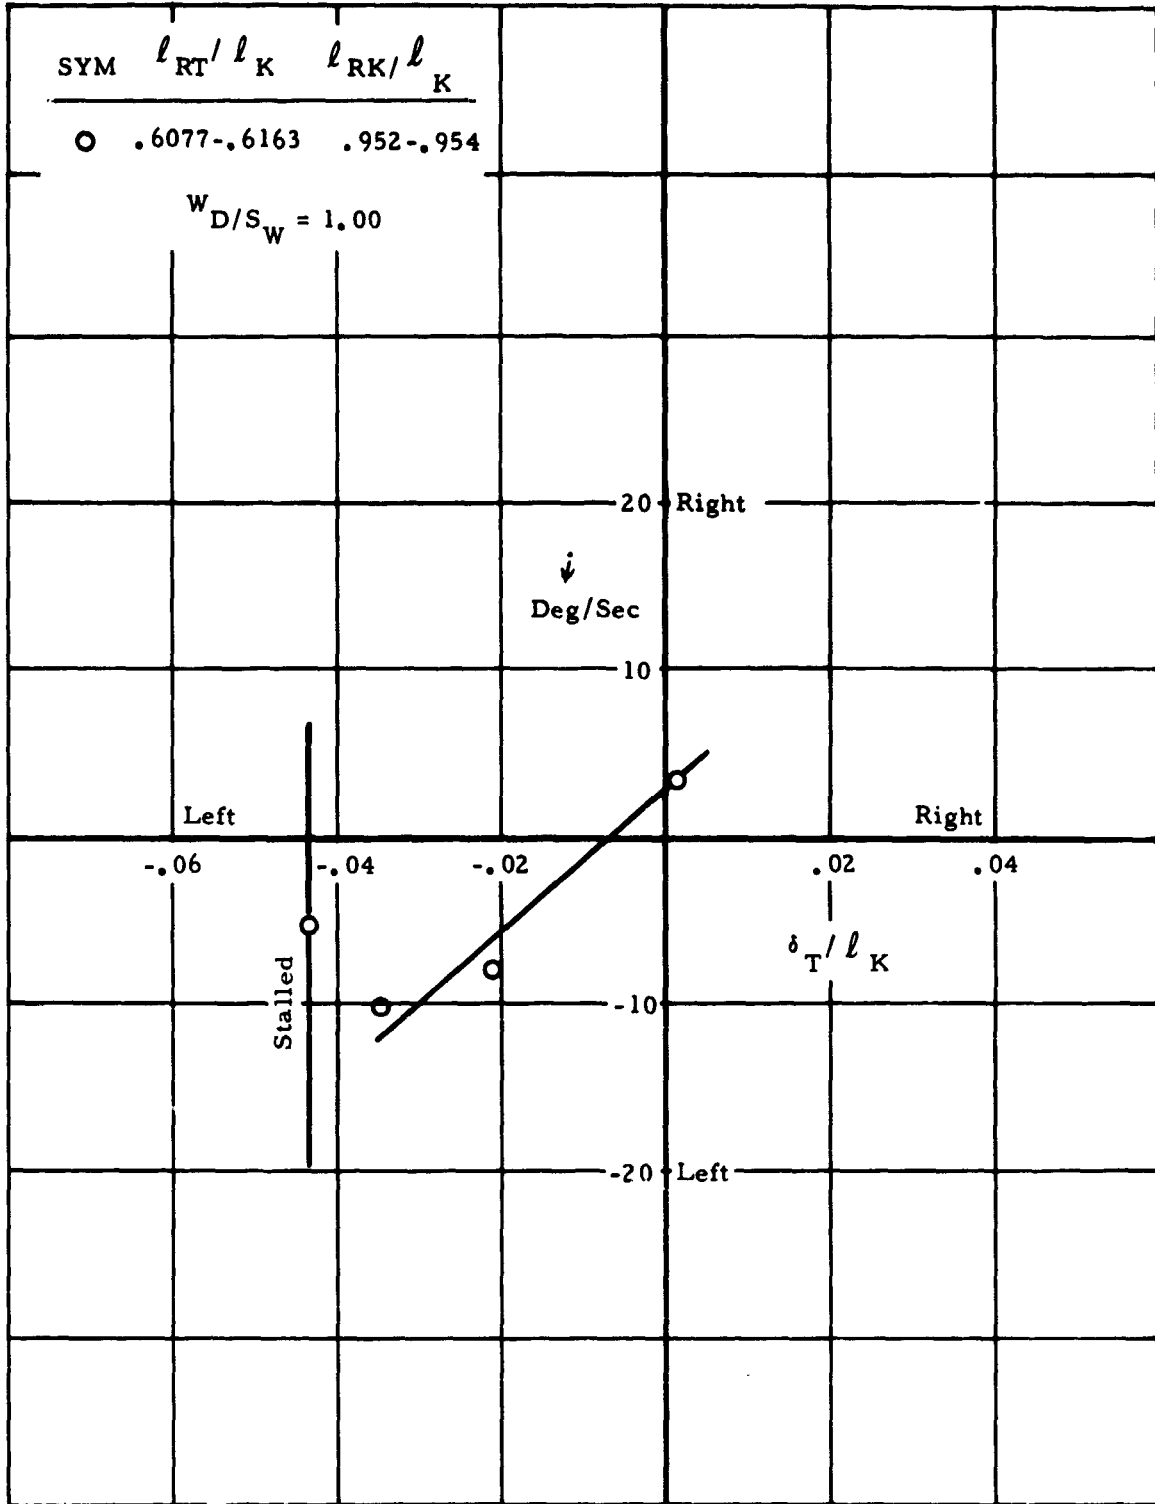 SYM ℓRT/ℓK ℓRK/ℓK
.6077-.6163 .952-.954
WD/SW = 1.00
20 Right
ψ̇
Deg/Sec
10
Left
Right
-.06
-.04
-.02
.02
.04
δT/ℓK
Stalled
-10
-20 Left